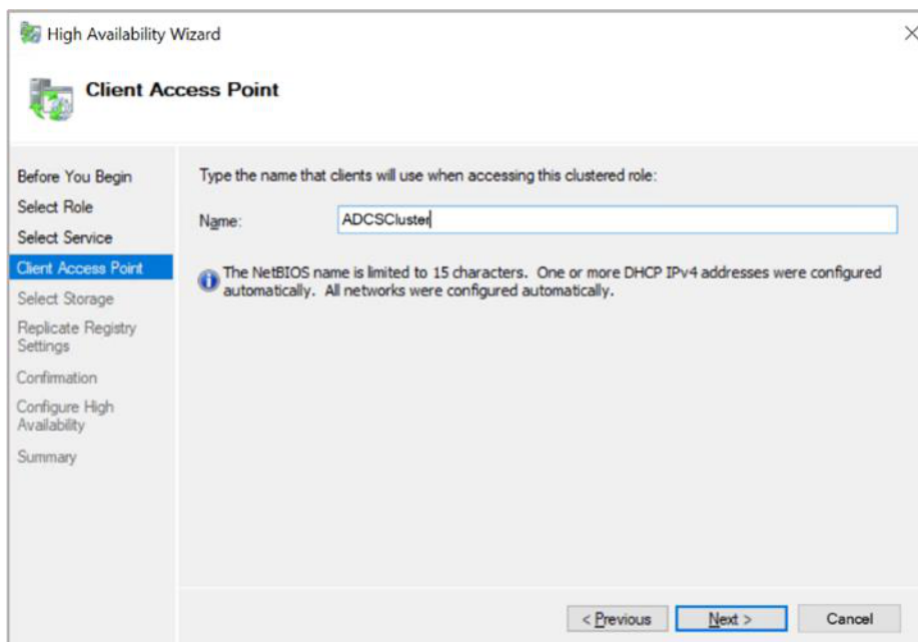 High Availability Wizard
Client Access Point
Before You Begin
Select Role
Select Service
Client Access Point
Select Storage
Replicate Registry
Settings
Confirmation
Configure High
Availability
Summary
Type the name that clients will use when accessing this clustered role:
Name: ADCSCluster
The NetBIOS name is limited to 15 characters. One or more DHCP IPv4 addresses were configured
automatically. All networks were configured automatically.
< Previous Next > Cancel